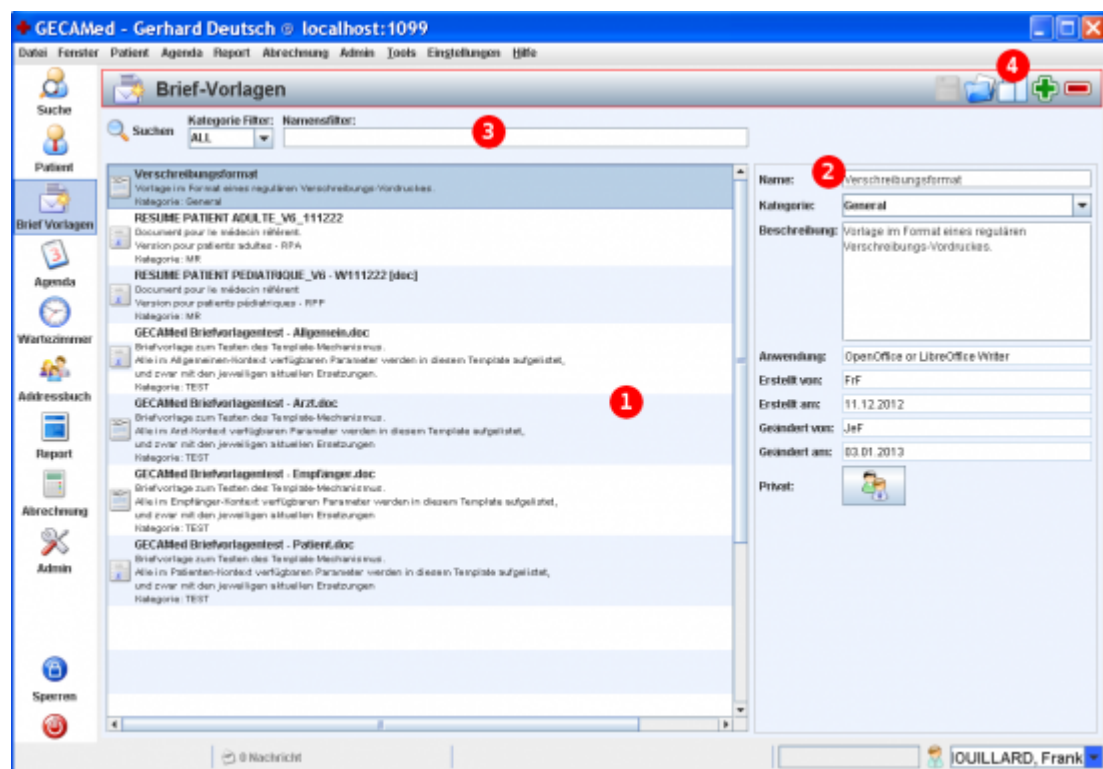 GECAMed - Gerhard Deutsch @ localhost:1099
Datei Fenster Patient Agenda Report Abrechnung Admin Tools Einstellungen Hilfe
4
Suche
Brief-Vorlagen
Suchen
Kategorie Filter: Namensfilter:
ALL
3
Patient
Brief Vorlagen
Agenda
3
Wartezimmer
Addressbuch
Report
Abrechnung
Admin
Sperren
Verschreibungsformat
Vorlage im Format eines regulären Verschreibungs-Vordruckes.
Kategorie: General
RESUME PATIENT ADULTE_V6_111222
Document pour le médecin référent.
Version pour patients adultes - RPA
Kategorie: MR
RESUME PATIENT PEDIATRIQUE_V6 - W111222 [doc]
Document pour le médecin référent
Version pour patients pédiatriques - RPP
Kategorie: MR
GECAMed Briefvorlagentest - Allgemein.doc
Briefvorlage zum Testen des Template-Mechanismus.
Alle im Allgemeinen-Kontext verfügbaren Parameter werden in diesem Template aufgelistet,
und zwar mit den jeweiligen aktuellen Ersetzungen.
Kategorie: TEST
GECAMed Briefvorlagentest - Arzt.doc
Briefvorlage zum Testen des Template-Mechanismus.
Alle im Arzt-Kontext verfügbaren Parameter werden in diesem Template aufgelistet,
und zwar mit den jeweiligen aktuellen Ersetzungen
Kategorie: TEST
GECAMed Briefvorlagentest - Empfänger.doc
Briefvorlage zum Testen des Template-Mechanismus.
Alle im Empfänger-Kontext verfügbaren Parameter werden in diesem Template aufgelistet,
und zwar mit den jeweiligen aktuellen Ersetzungen
Kategorie: TEST
GECAMed Briefvorlagentest - Patient.doc
Briefvorlage zum Testen des Template-Mechanismus.
Alle im Patienten-Kontext verfügbaren Parameter werden in diesem Template aufgelistet,
und zwar mit den jeweiligen aktuellen Ersetzungen
Kategorie: TEST
1
2
Name: Verschreibungsformat
Kategorie: General
Beschreibung: Vorlage im Format eines regulären
Verschreibungs-Vordruckes.
Anwendung: OpenOffice or LibreOffice Writer
Erstellt von: FrF
Erstellt am: 11.12.2012
Geändert von: JeF
Geändert am: 03.01.2013
Privat:
0 Nachricht
IOUILLARD, Frank